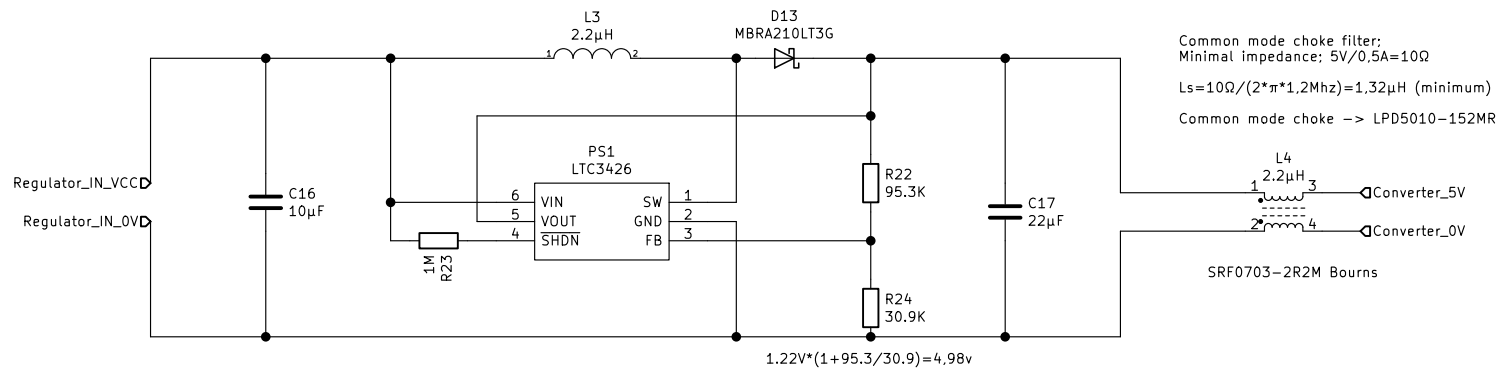 L3
2.2µH
1
2
D13
MBRA210LT3G
Common mode choke filter;
Minimal impedance; 5V/0,5A=10Ω
Ls=10Ω/(2*π*1,2Mhz)=1,32µH (minimum)
Common mode choke -> LPD5010-152MR
PS1
LTC3426
L4
2.2µH
Regulator_IN_VCC
Regulator_IN_0V
C16
10µF
6 VIN
5 VOUT
4 SHDN
SW 1
GND 2
FB 3
1M
R23
R22
95.3K
C17
22µF
1 3
Converter_5V
2 4
Converter_0V
SRF0703-2R2M Bourns
R24
30.9K
1.22V*(1+95.3/30.9)=4,98v